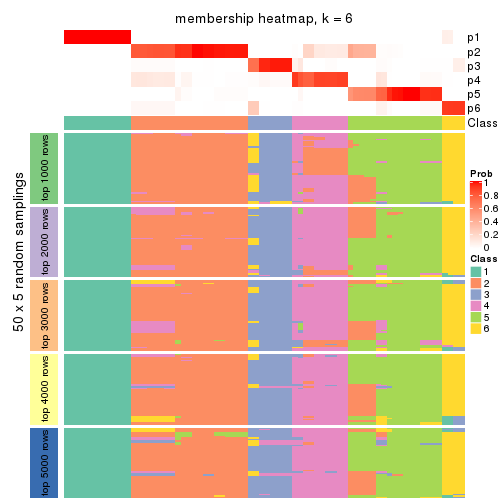 membership heatmap, k = 6
p1
p2
p3
p4
p5
p6
Class
50 x 5 random samplings
top 1000 rows
top 2000 rows
top 3000 rows
top 4000 rows
top 5000 rows
Prob
1
0.8
0.6
0.4
0.2
0
Class
1
2
3
4
5
6